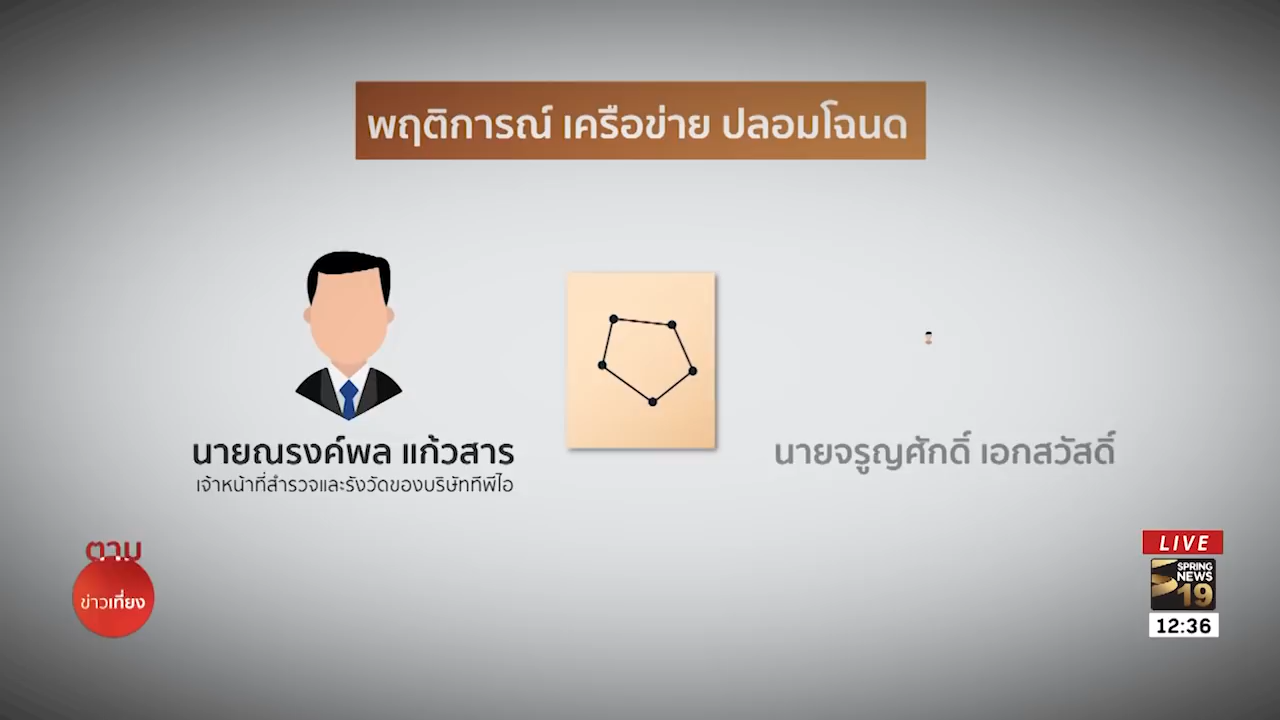 พฤติการณ์ เครือข่าย ปลอมโฉนด
นายณรงค์พล แก้วสาร
เจ้าหน้าที่สำรวจและรังวัดของบริษัททีพีไอ
นายจรูญศักดิ์ เอกสวัสดิ์
ตาม
ข่าวเที่ยง
LIVE
SPRING
NEWS
19
12:36